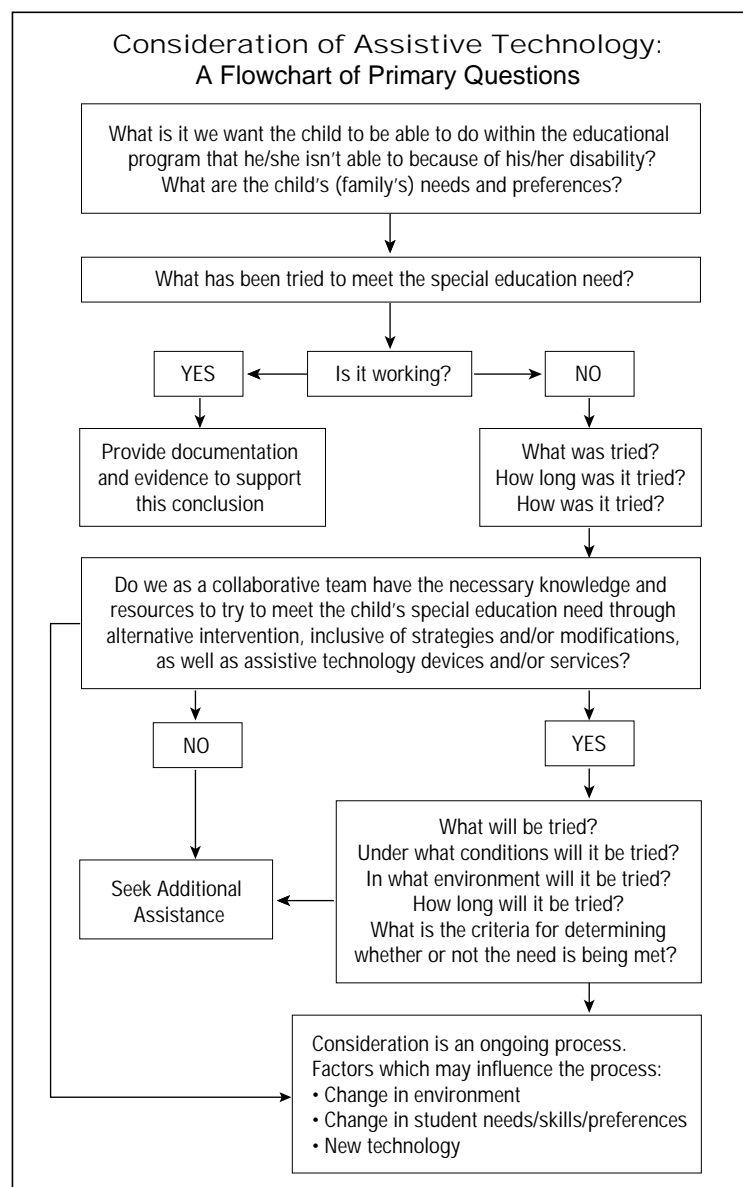 Consideration of Assistive Technology:
A Flowchart of Primary Questions
What is it we want the child to be able to do within the educational
program that he/she isn’t able to because of his/her disability?
What are the child’s (family’s) needs and preferences?
What has been tried to meet the special education need?
YES
Is it working?
NO
Provide documentation
and evidence to support
this conclusion
What was tried?
How long was it tried?
How was it tried?
Do we as a collaborative team have the necessary knowledge and
resources to try to meet the child’s special education need through
alternative intervention, inclusive of strategies and/or modifications,
as well as assistive technology devices and/or services?
NO
YES
Seek Additional
Assistance
What will be tried?
Under what conditions will it be tried?
In what environment will it be tried?
How long will it be tried?
What is the criteria for determining
whether or not the need is being met?
Consideration is an ongoing process.
Factors which may influence the process:
• Change in environment
• Change in student needs/skills/preferences
• New technology